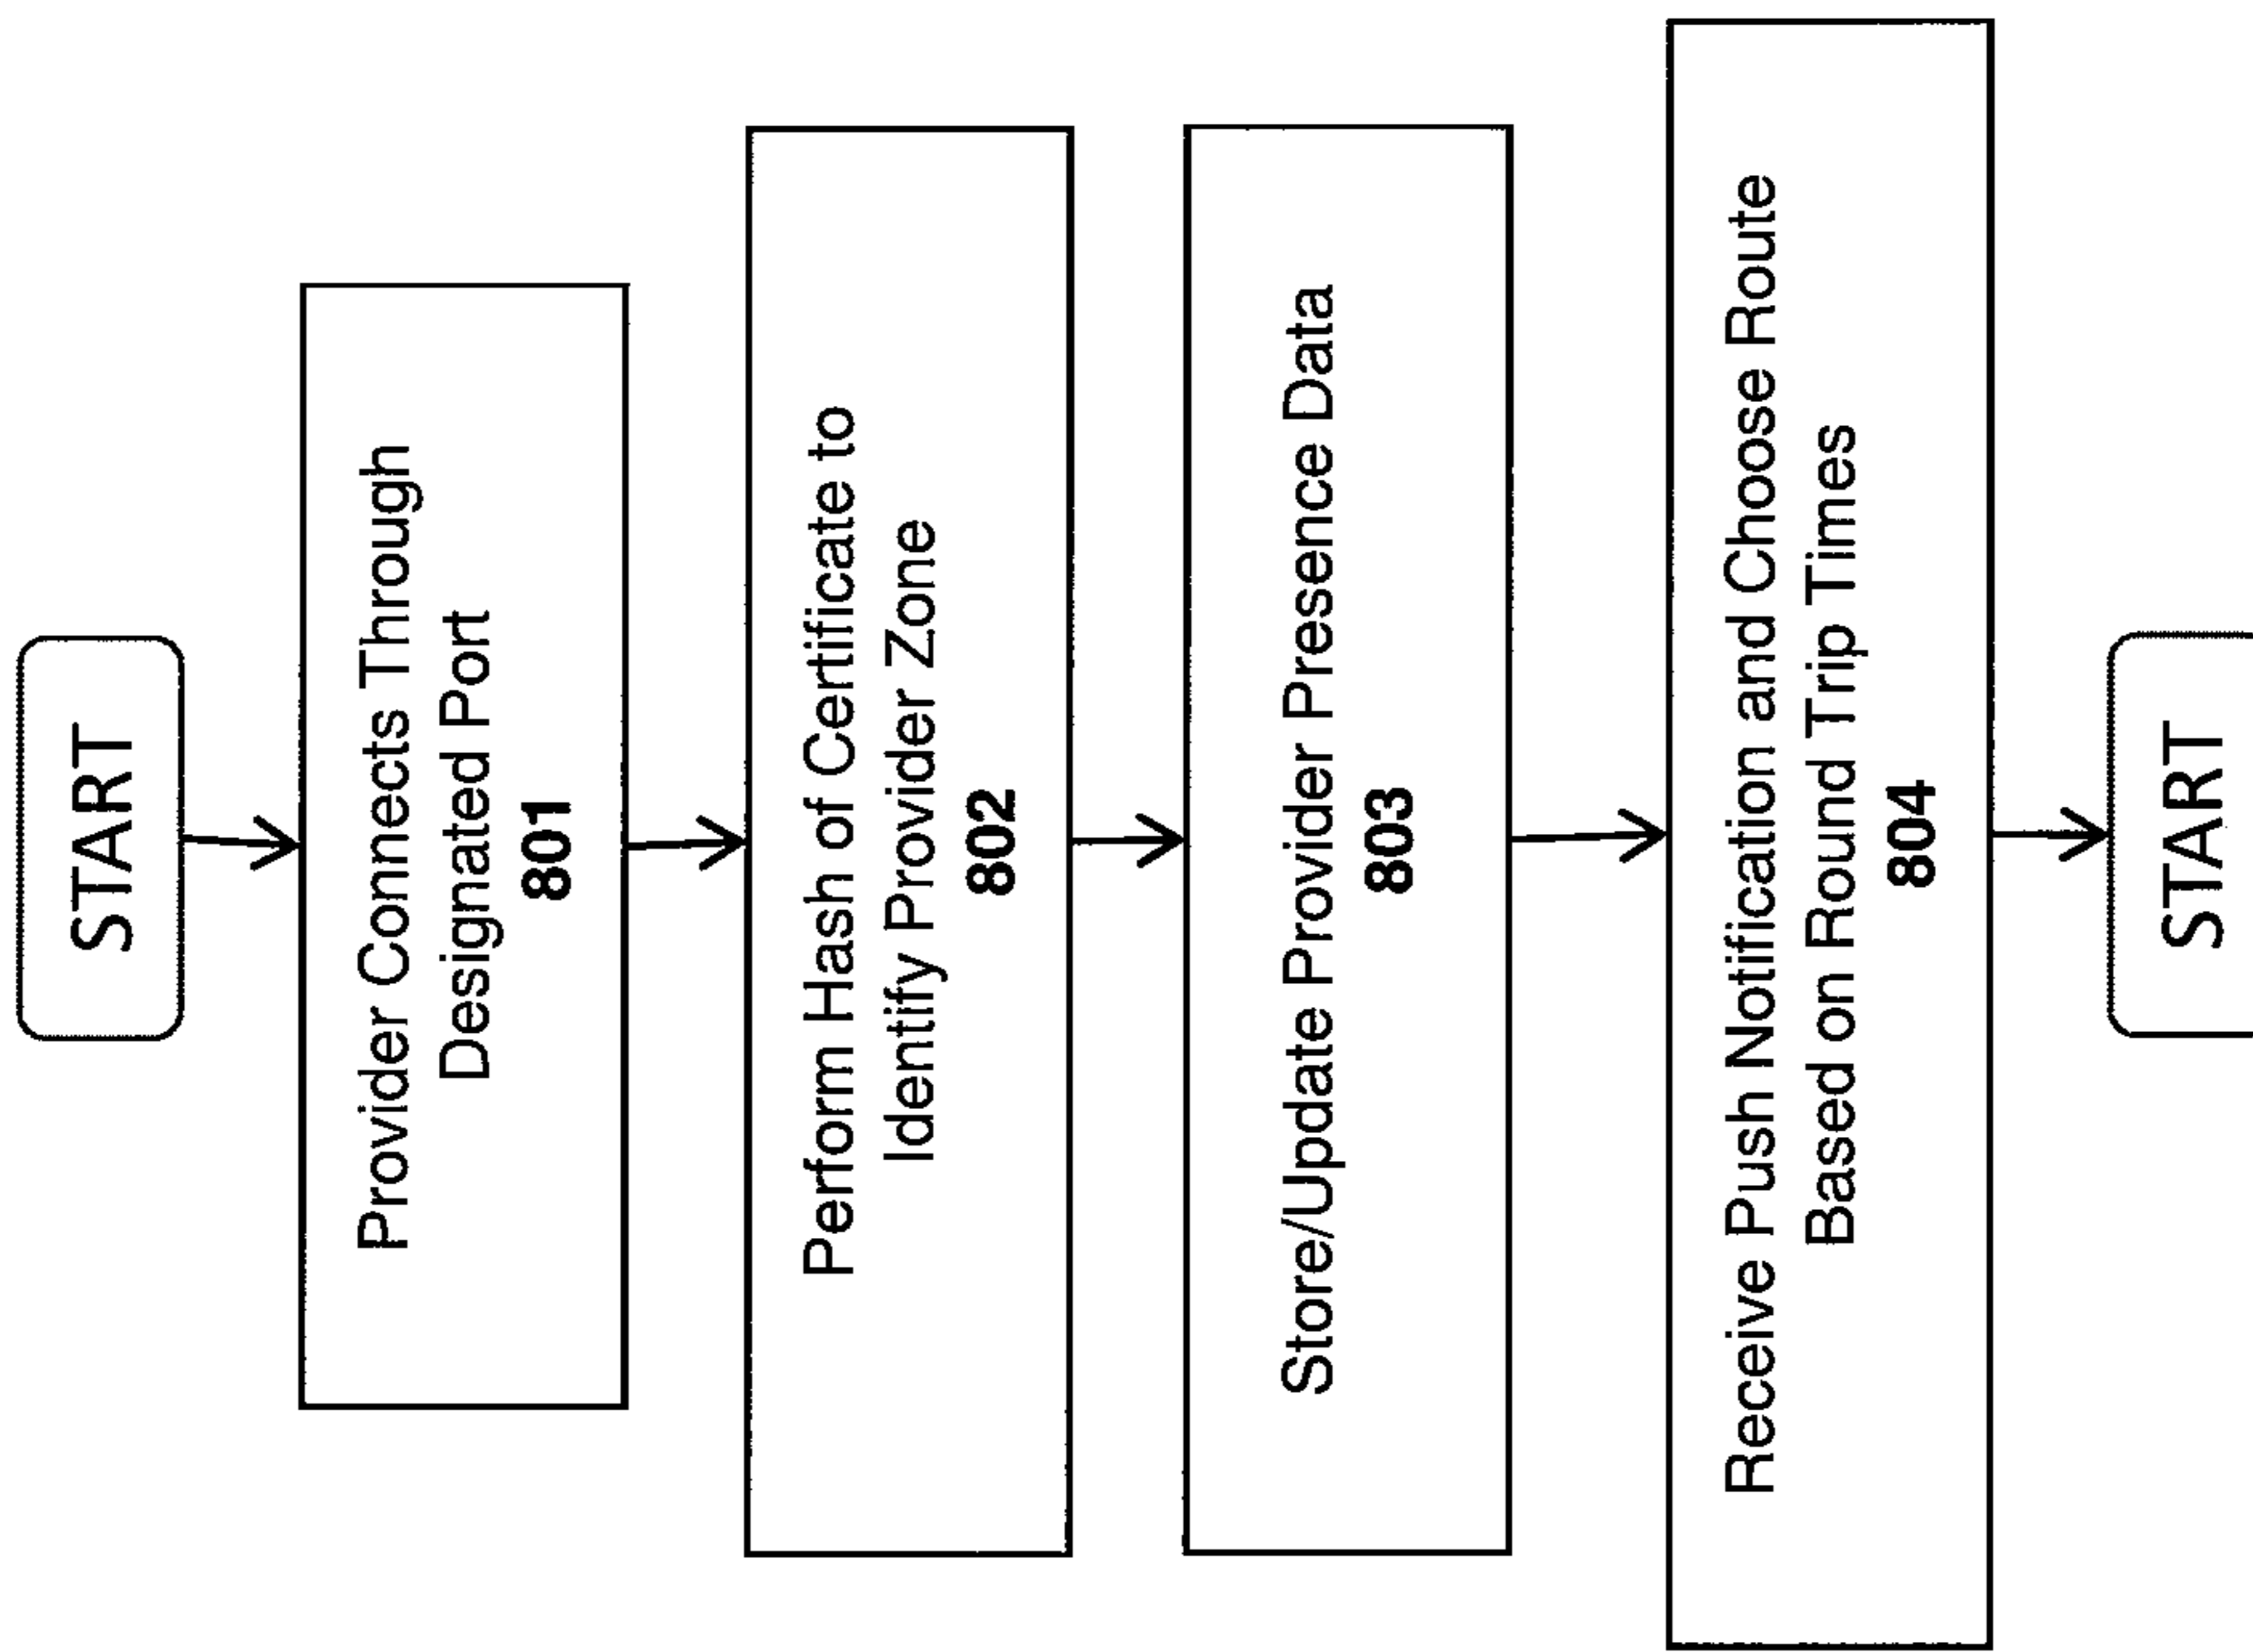 START
Provider Connects Through
Designated Port
801
Perform Hash of Certificate to
Identify Provider Zone
802
Store/Update Provider Presence Data
803
Receive Push Notification and Choose Route
Based on Round Trip Times
804
START